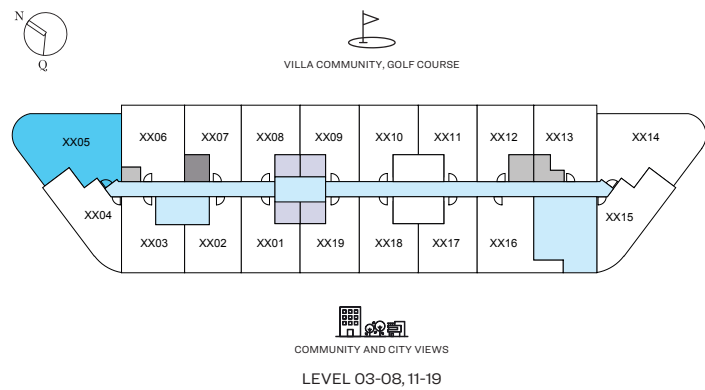 N
Q
VILLA COMMUNITY, GOLF COURSE
XX05
XX06
XX07
XX08
XX09
XX10
XX11
XX12
XX13
XX14
XX04
XX03
XX02
XX01
XX19
XX18
XX17
XX16
XX15
COMMUNITY AND CITY VIEWS
LEVEL 03-08, 11-19